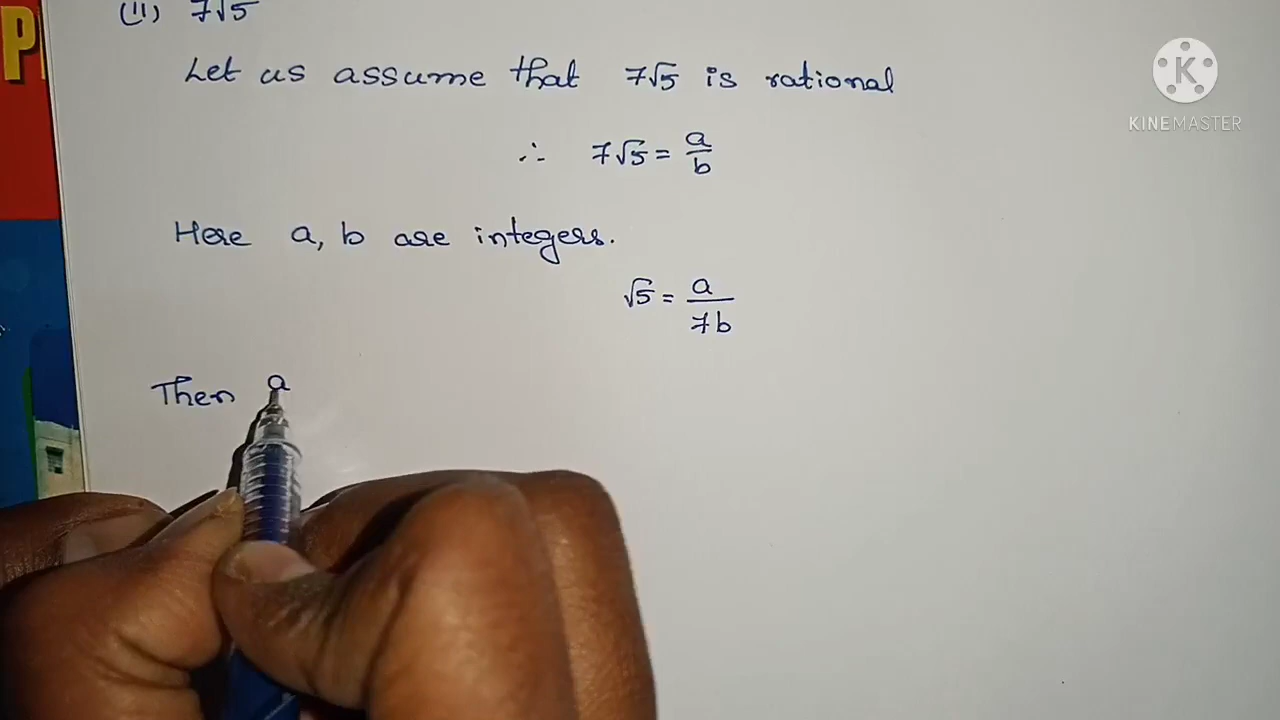 P
(ii) 7√5
Let us assume that 7√5 is rational
∴ 7√5 = a/b
Here a, b are integers.
√5 = a/7b
Then a
K
KINEMASTER